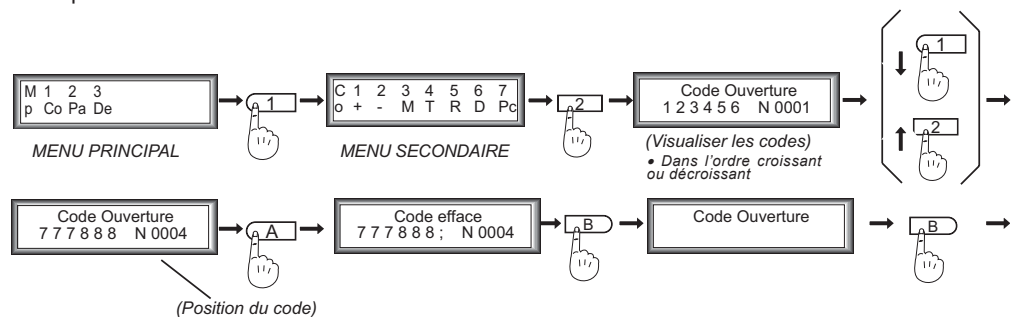 M 1 2 3
p Co Pa De
1
C 1 2 3 4 5 6 7
o + - M T R D Pc
2
Code Ouverture
1 2 3 4 5 6 N 0001
1
2
MENU PRINCIPAL
MENU SECONDAIRE
(Visualiser les codes)
• Dans l'ordre croissant
ou décroissant
Code Ouverture
7 7 7 8 8 8 N 0004
A
Code efface
7 7 7 8 8 8 ; N 0004
B
Code Ouverture
B
(Position du code)